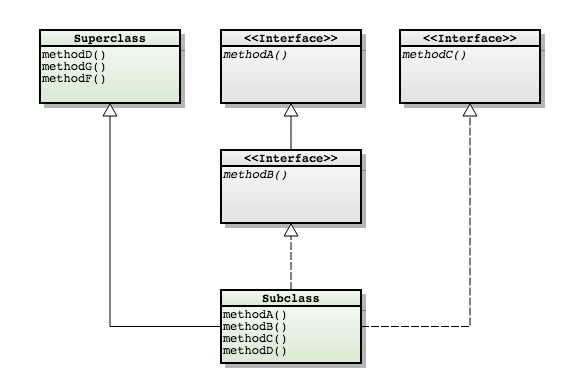 Superclass
methodD()
methodG()
methodF()
<<Interface>>
methodA()
<<Interface>>
methodC()
<<Interface>>
methodB()
Subclass
methodA()
methodB()
methodC()
methodD()